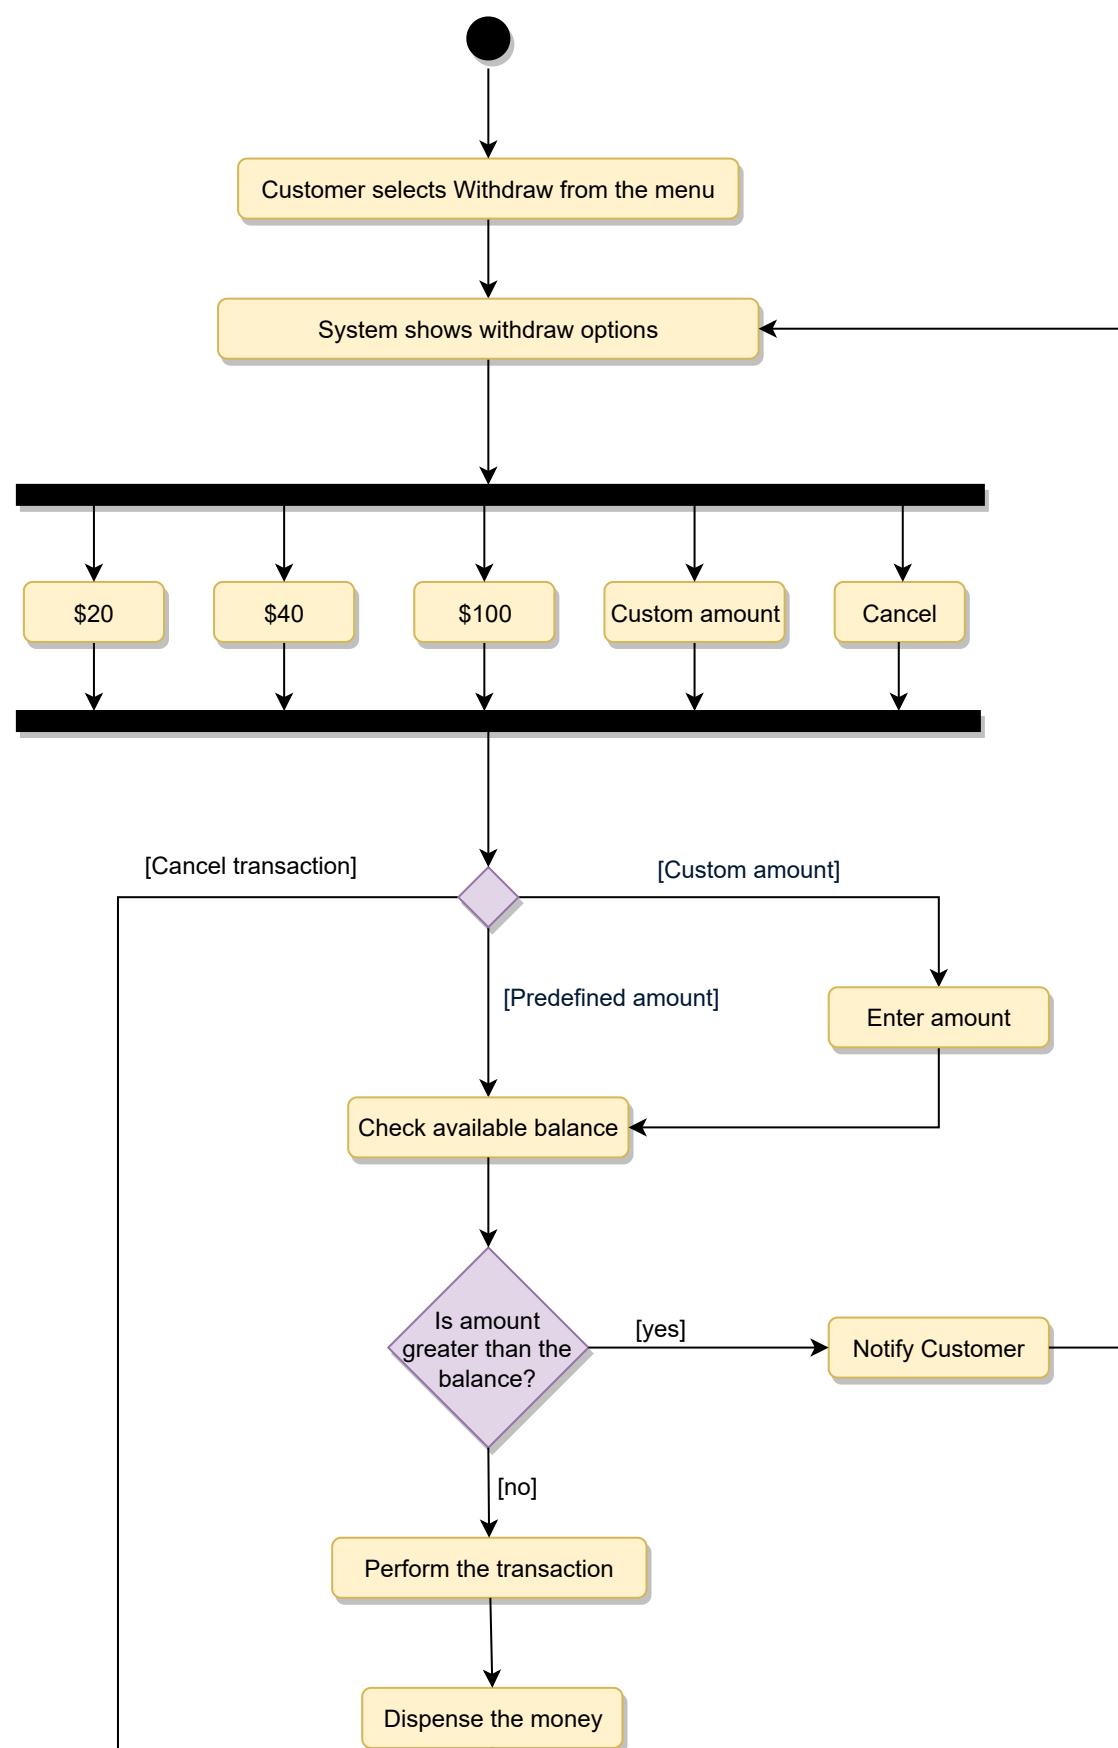 Customer selects Withdraw from the menu
System shows withdraw options
$20
$40
$100
Custom amount
Cancel
[Cancel transaction]
[Custom amount]
[Predefined amount]
Enter amount
Check available balance
Is amount
greater than the
balance?
[yes]
Notify Customer
[no]
Perform the transaction
Dispense the money